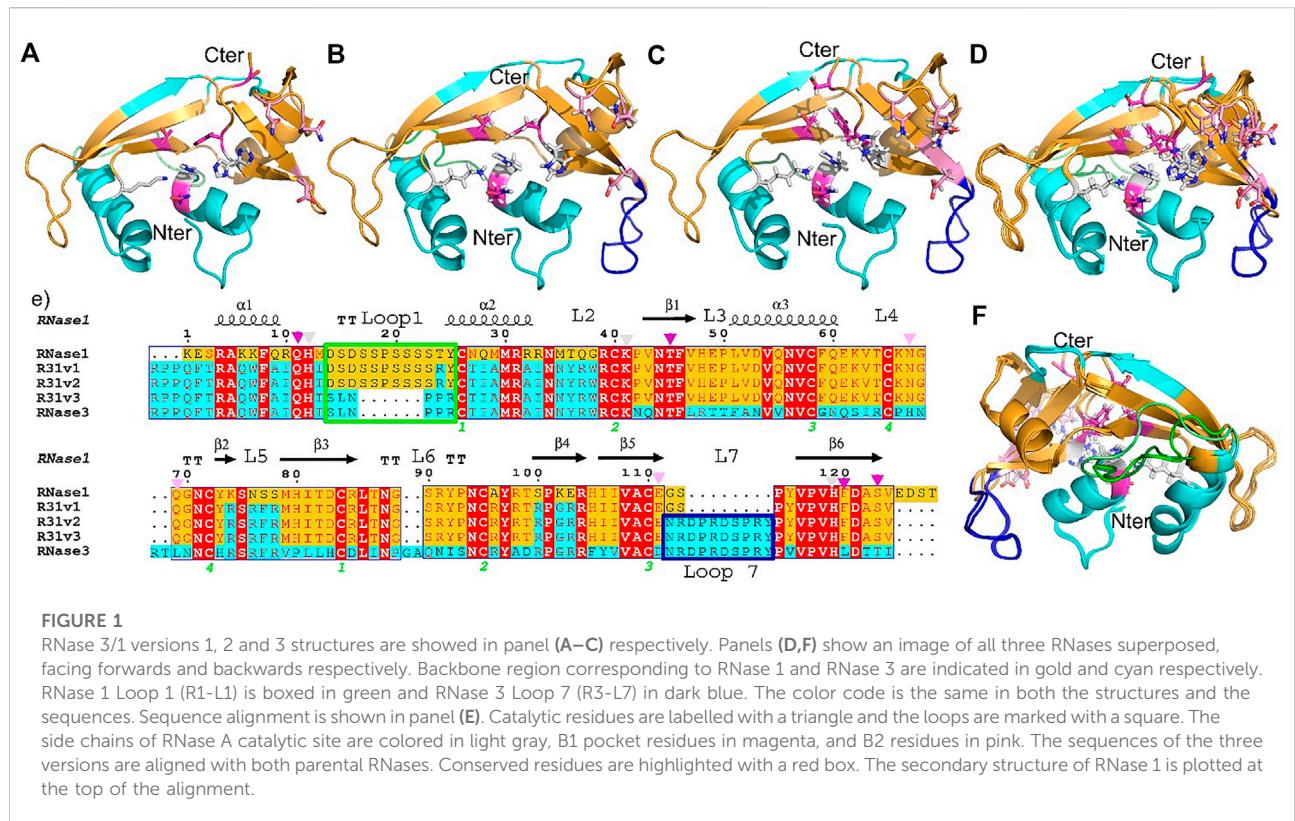 A
B
C
D
Cter
Cter
Cter
Cter
Nter
Nter
Nter
Nter
e)
α1 TT Loop1 α2 L2 β1 L3 α3 L4
RNase1 1 10 20 30 40 50 60
RNase1 ...KESRAKKFQRQHMDSDSSPSSSSTYCNQMMRRRNMTQGRCKPVNTFVHEPLVDVQNVCFQEKVTCKNG
R31v1 RPPQFTRAQWFAIQHIDSDSSPSSSSRYCTIAMRAINNYRWRCKPVNTFVHEPLVDVQNVCFQEKVTCKNG
R31v2 RPPQFTRAQWFAIQHIDSDSSPSSSSRYCTIAMRAINNYRWRCKPVNTFVHEPLVDVQNVCFQEKVTCKNG
R31v3 RPPQFTRAQWFAIQHISLN......PPRCTIAMRAINNYRWRCKPVNTFVHEPLVDVQNVCFQEKVTCKNG
RNase3 RPPQFTRAQWFAIQHISLN......PPRCTIAMRAINNYRWRCKNQNTFLRTTFANVVNVCGNQSIRCPHN
1 2 3 4
β2 L5 β3 L6 β4 β5 L7 β6
RNase1 70 TT 80 TT 90 TT 100 110 120
RNase1 ..QGNCYKSNSSMHITDCRLTNG..SRYPNCAYRTSPKERHIIVACEGS........PYVPVHFDASVEDST
R31v1 ..QGNCYRSRFRMHITDCRLTNG..SRYPNCAYRTRPGRRHIIVACEGS........PYVPVHFDASV....
R31v2 ..QGNCYRSRFRMHITDCRLTNG..SRYPNCAYRTRPGRRHIIVACENRDPRDSPRYPYVPVHFDASV....
R31v3 ..QGNCYRSRFRMHITDCRLTNG..SRYPNCAYRTRPGRRHIIVACENRDPRDSPRYPYVPVHFDASV....
RNase3 RTLNNCHRSRFRVPLLHCDLINPGAQNISNCRYADRPGRRFYVVACENRDPRDSPRYPVVPVHLDTTI....
4 1 2 3 Loop 7
F
Cter
Nter
FIGURE 1
RNase 3/1 versions 1, 2 and 3 structures are showed in panel (A–C) respectively. Panels (D,F) show an image of all three RNases superposed,
facing forwards and backwards respectively. Backbone region corresponding to RNase 1 and RNase 3 are indicated in gold and cyan respectively.
RNase 1 Loop 1 (R1-L1) is boxed in green and RNase 3 Loop 7 (R3-L7) in dark blue. The color code is the same in both the structures and the
sequences. Sequence alignment is shown in panel (E). Catalytic residues are labelled with a triangle and the loops are marked with a square. The
side chains of RNase A catalytic site are colored in light gray, B1 pocket residues in magenta, and B2 residues in pink. The sequences of the three
versions are aligned with both parental RNases. Conserved residues are highlighted with a red box. The secondary structure of RNase 1 is plotted at
the top of the alignment.